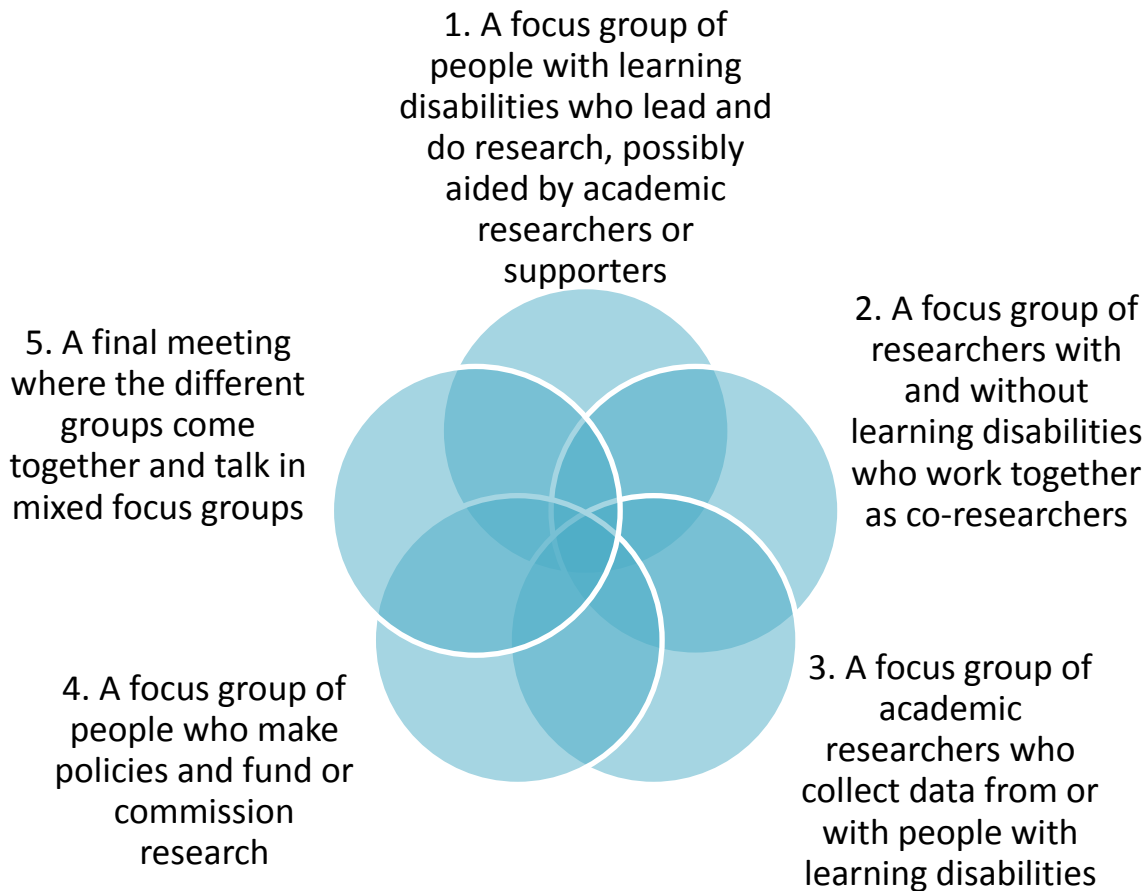 1. A focus group of
people with learning
disabilities who lead and
do research, possibly
aided by academic
researchers or
supporters
2. A focus group of
researchers with
and without
learning disabilities
who work together
as co-researchers
3. A focus group of
academic
researchers who
collect data from or
with people with
learning disabilities
4. A focus group of
people who make
policies and fund or
commission
research
5. A final meeting
where the different
groups come
together and talk in
mixed focus groups